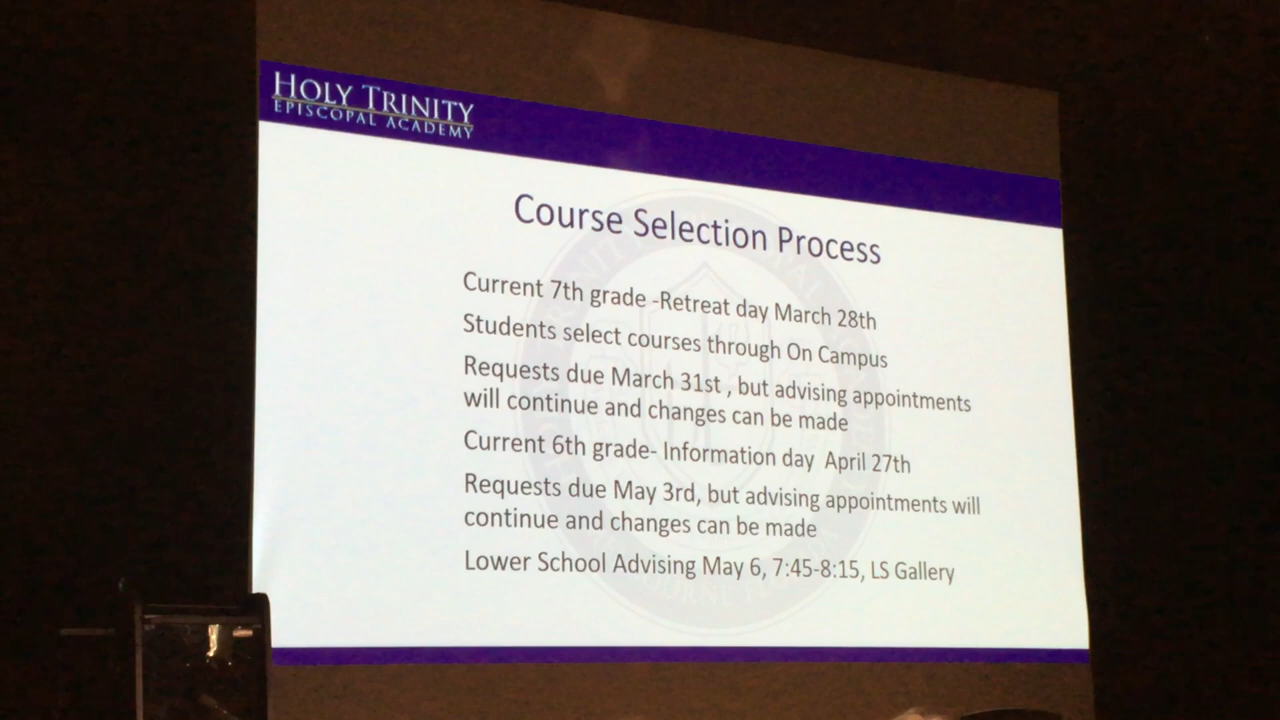 HOLY TRINITY
EPISCOPAL ACADEMY
Course Selection Process
Current 7th grade -Retreat day March 28th
Students select courses through On Campus
Requests due March 31st , but advising appointments
will continue and changes can be made
Current 6th grade- Information day April 27th
Requests due May 3rd, but advising appointments will
continue and changes can be made
Lower School Advising May 6, 7:45-8:15, LS Gallery